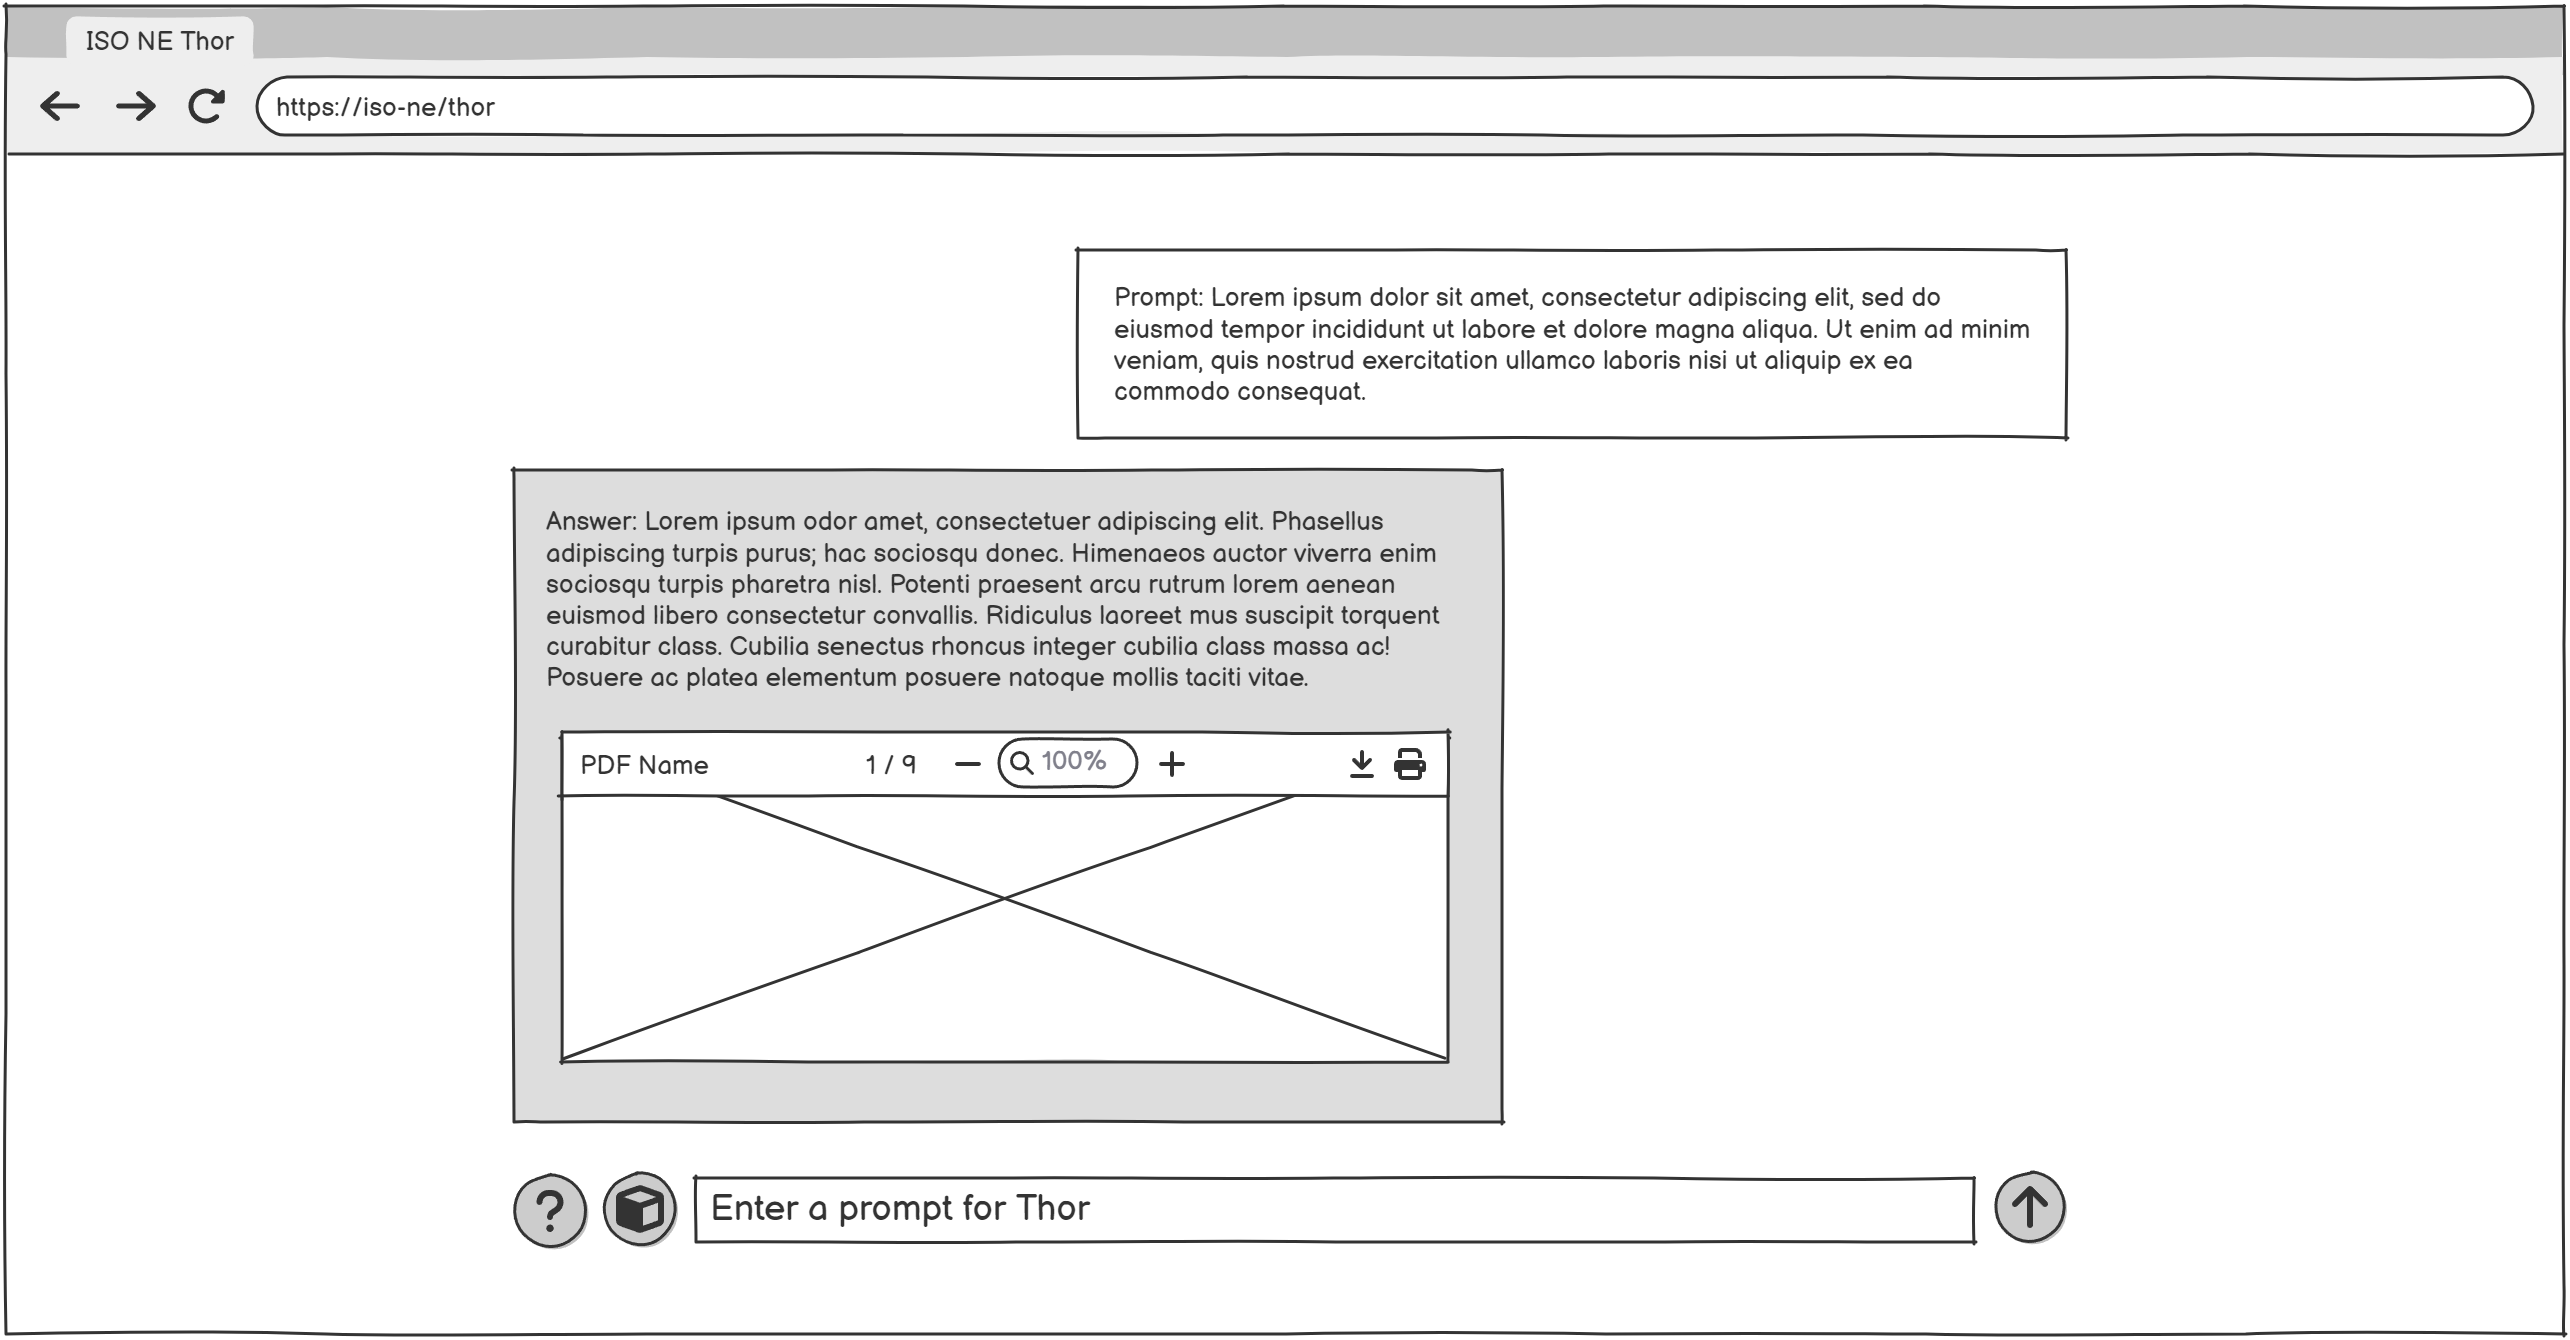 ISO NE Thor
https://iso-ne/thor
Prompt: Lorem ipsum dolor sit amet, consectetur adipiscing elit, sed do
eiusmod tempor incididunt ut labore et dolore magna aliqua. Ut enim ad minim
veniam, quis nostrud exercitation ullamco laboris nisi ut aliquip ex ea
commodo consequat.
Answer: Lorem ipsum odor amet, consectetuer adipiscing elit. Phasellus
adipiscing turpis purus; hac sociosqu donec. Himenaeos auctor viverra enim
sociosqu turpis pharetra nisl. Potenti praesent arcu rutrum lorem aenean
euismod libero consectetur convallis. Ridiculus laoreet mus suscipit torquent
curabitur class. Cubilia senectus rhoncus integer cubilia class massa ac!
Posuere ac platea elementum posuere natoque mollis taciti vitae.
PDF Name 1 / 9 100%
? Enter a prompt for Thor